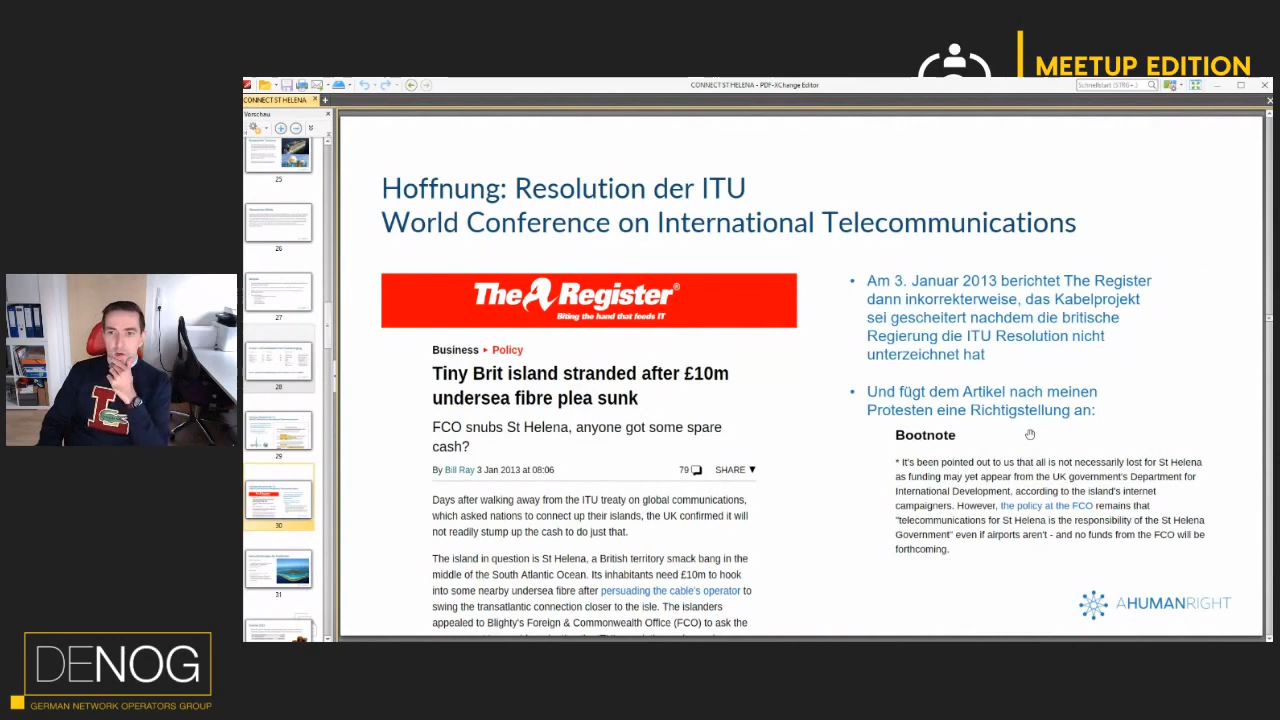 MEETUP EDITION
CONNECT ST HELENA - PDF-XChange Editor
Schnellstart (STRG+.)
CONNECT ST HELENA
Vorschau
25
26
27
28
29
30
31
Hoffnung: Resolution der ITU
World Conference on International Telecommunications
The Register®
Biting the hand that feeds IT
Business ▸ Policy
Tiny Brit island stranded after £10m
undersea fibre plea sunk
FCO snubs St Helena, anyone got some spare
cash?
By Bill Ray 3 Jan 2013 at 08:06 79 SHARE ▼
Days after walking away from the ITU treaty on global communications,
which asked nations to connect up their islands, the UK confirmed it will
not readily stump up the cash to do just that.
The island in question is St Helena, a British territory smack bang in the
middle of the South Atlantic Ocean. Its inhabitants need £10m to hook
into some nearby undersea fibre after persuading the cable's operator to
swing the transatlantic connection closer to the isle. The islanders
appealed to Blighty's Foreign & Commonwealth Office (FCO) to ask the
• Am 3. Januar 2013 berichtet The Register
dann inkorrekterweise, das Kabelprojekt
sei gescheitert nachdem die britische
Regierung die ITU Resolution nicht
unterzeichnet hat
• Und fügt dem Artikel nach meinen
Protesten eine Richtigstellung an:
Bootnote
* It's been pointed out to us that all is not necessarily lost for St Helena
as funding may yet appear from the UK government's Department for
International Development, according to the island's internet
campaigners. However, the policy at the FCO remains that
"telecommunications for St Helena is the responsibility of the St Helena
Government" even if airports aren't - and no funds from the FCO will be
forthcoming.
AHUMANRIGHT
DENOG
GERMAN NETWORK OPERATORS GROUP